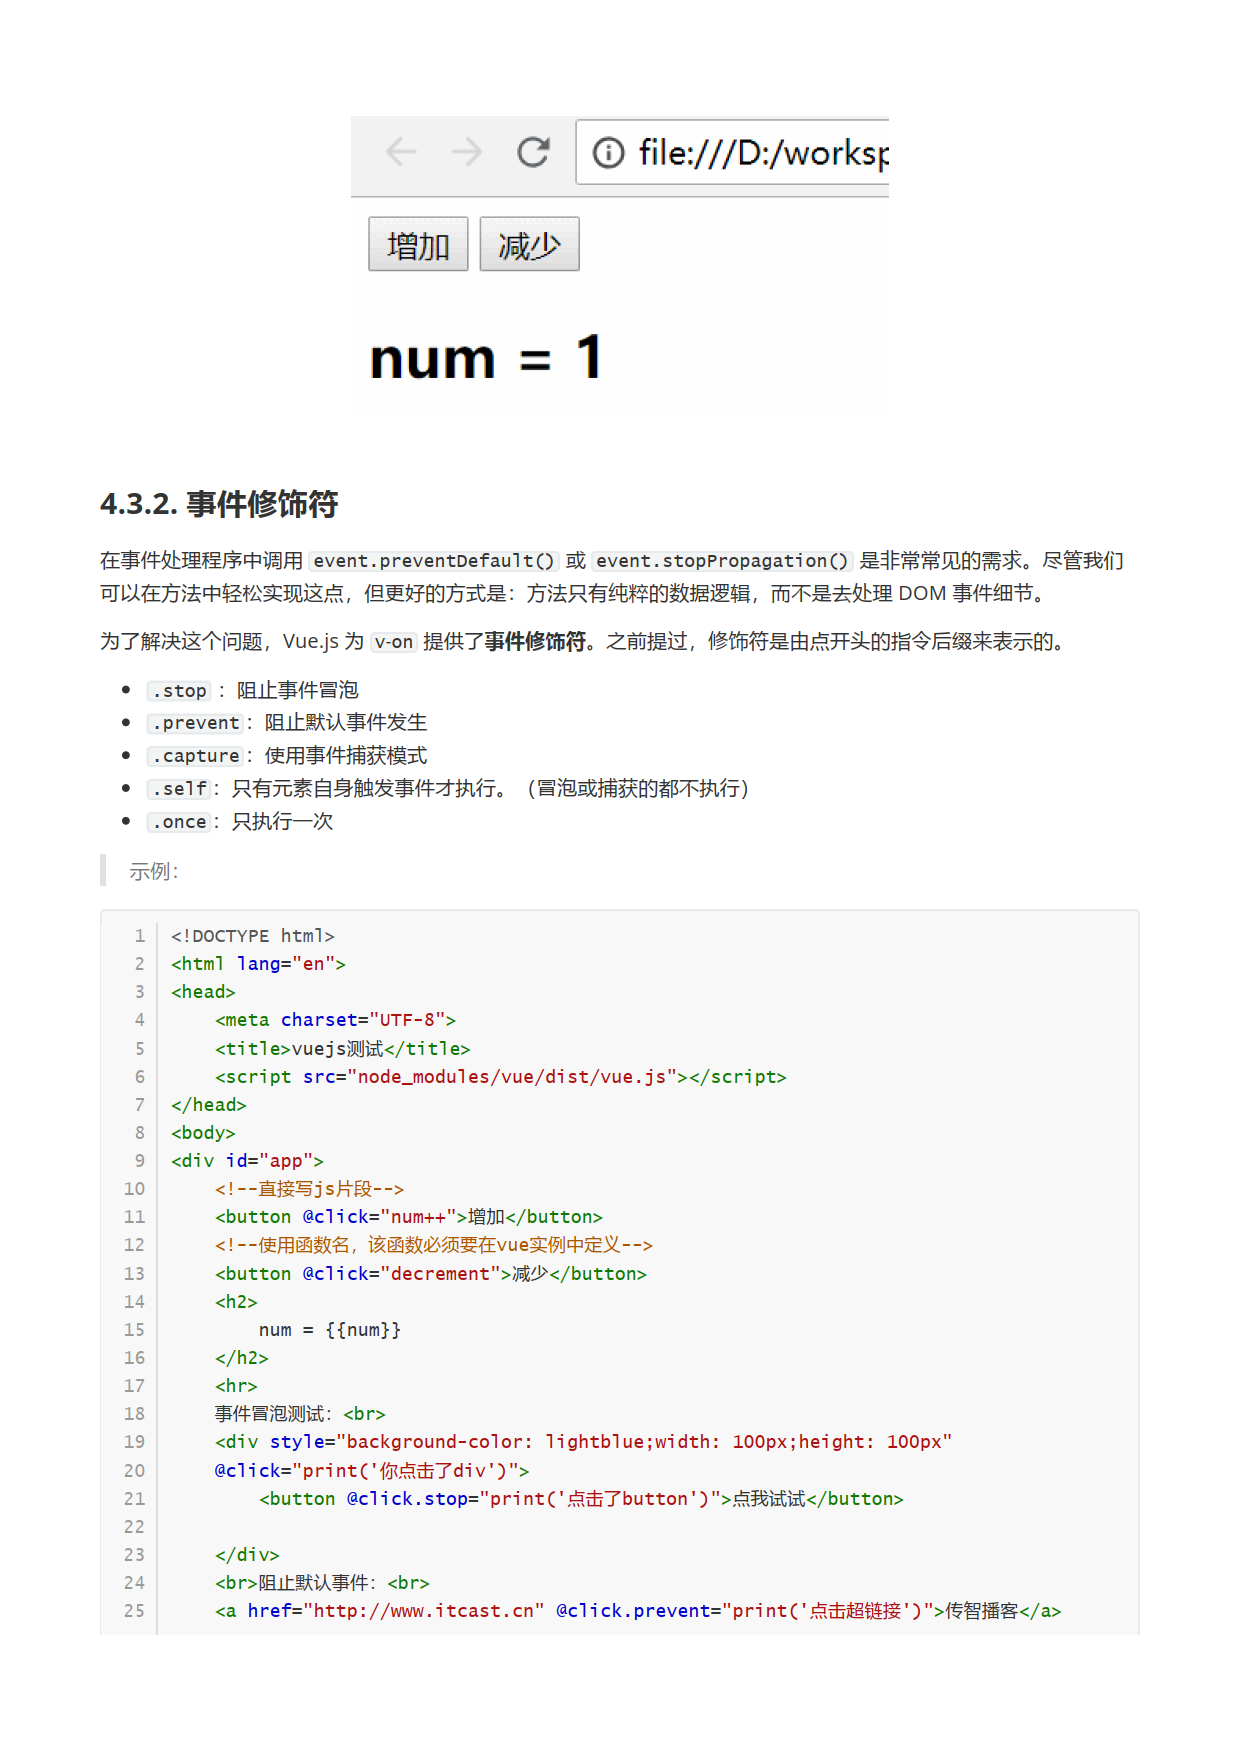 file:///D:/worksp
增加 减少
num = 1
4.3.2. 事件修饰符
在事件处理程序中调用 event.preventDefault() 或 event.stopPropagation() 是非常常见的需求。尽管我们
可以在方法中轻松实现这点，但更好的方式是：方法只有纯粹的数据逻辑，而不是去处理 DOM 事件细节。
为了解决这个问题，Vue.js 为 v-on 提供了事件修饰符。之前提过，修饰符是由点开头的指令后缀来表示的。
• .stop ：阻止事件冒泡
• .prevent：阻止默认事件发生
• .capture：使用事件捕获模式
• .self：只有元素自身触发事件才执行。（冒泡或捕获的都不执行）
• .once：只执行一次
示例：
1 <!DOCTYPE html>
2 <html lang="en">
3 <head>
4     <meta charset="UTF-8">
5     <title>vuejs测试</title>
6     <script src="node_modules/vue/dist/vue.js"></script>
7 </head>
8 <body>
9 <div id="app">
10     <!--直接写js片段-->
11     <button @click="num++">增加</button>
12     <!--使用函数名，该函数必须要在vue实例中定义-->
13     <button @click="decrement">减少</button>
14     <h2>
15         num = {{num}}
16     </h2>
17     <hr>
18     事件冒泡测试：<br>
19     <div style="background-color: lightblue;width: 100px;height: 100px"
20     @click="print('你点击了div')">
21         <button @click.stop="print('点击了button')">点我试试</button>
22
23     </div>
24     <br>阻止默认事件：<br>
25     <a href="http://www.itcast.cn" @click.prevent="print('点击超链接')">传智播客</a>